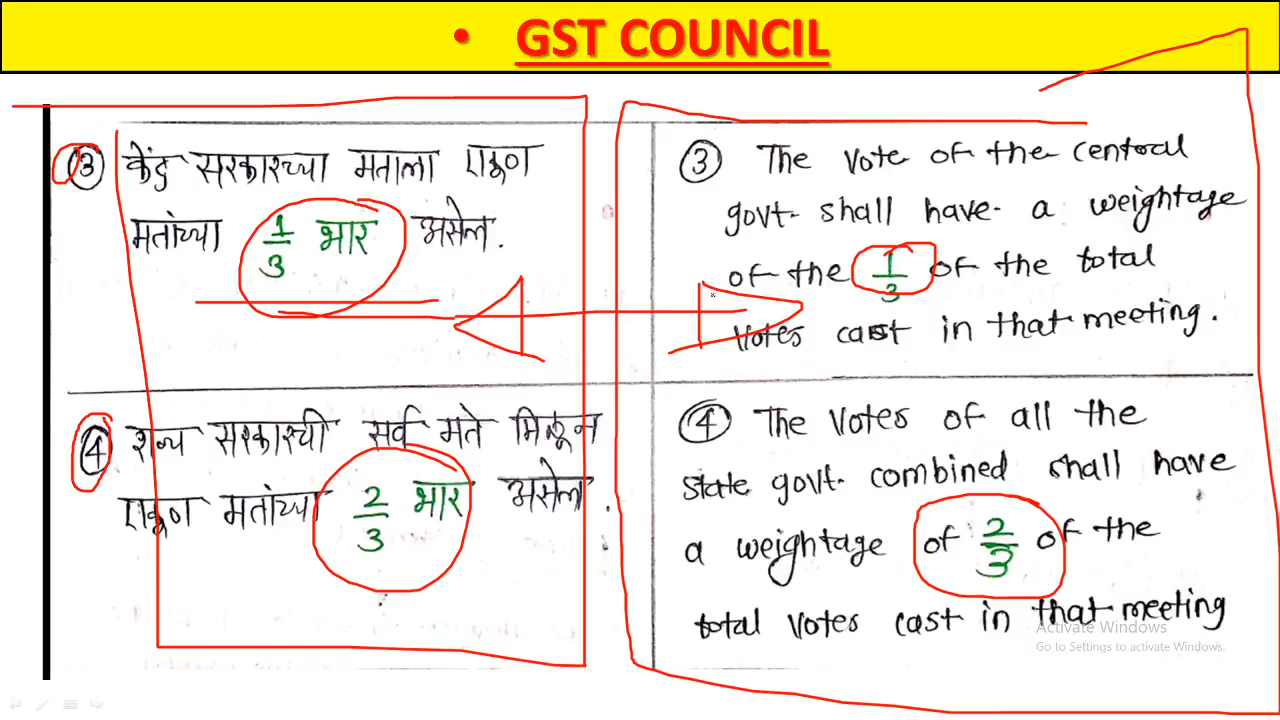 • GST COUNCIL
③ केंद्र सरकारच्या मताला एकूण
मतांच्या 1/3 भार असेल.
④ राज्य सरकारची सर्व मते मिळून
एकूण मतांच्या 2/3 भार असेल.
③ The vote of the central
govt. shall have a weightage
of the 1/3 of the total
votes cast in that meeting.
④ The votes of all the
state govt. combined shall have
a weightage of 2/3 of the
total votes cast in that meeting
Activate Windows
Go to Settings to activate Windows.